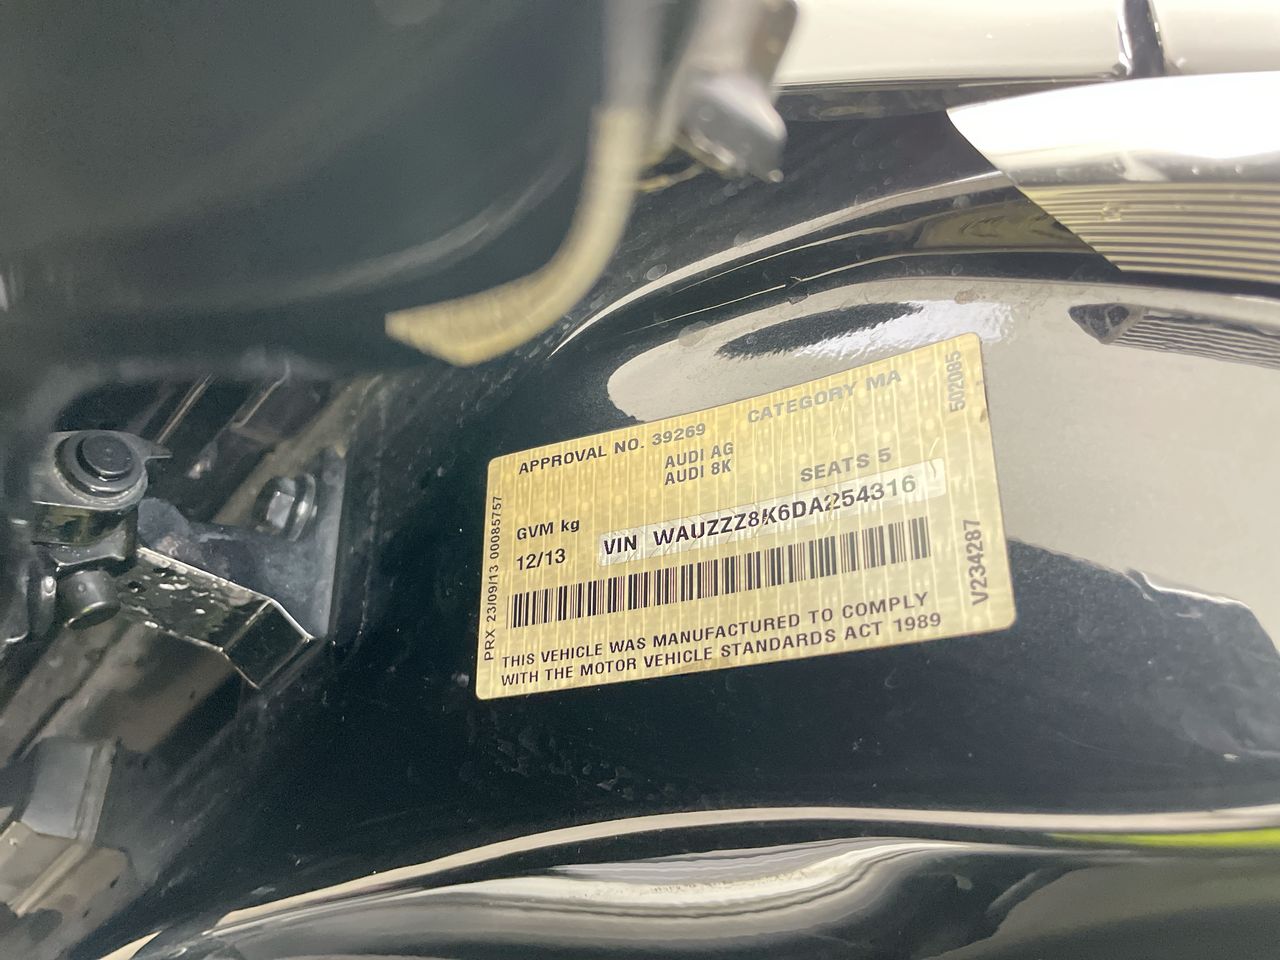 APPROVAL NO. 39269
CATEGORY MA
AUDI AG
AUDI 8K
SEATS 5
GVM kg
12/13
VIN WAUZZZ8K6DA254316
THIS VEHICLE WAS MANUFACTURED TO COMPLY
WITH THE MOTOR VEHICLE STANDARDS ACT 1989
PRX 23/09/13 00085757
502085
V234287